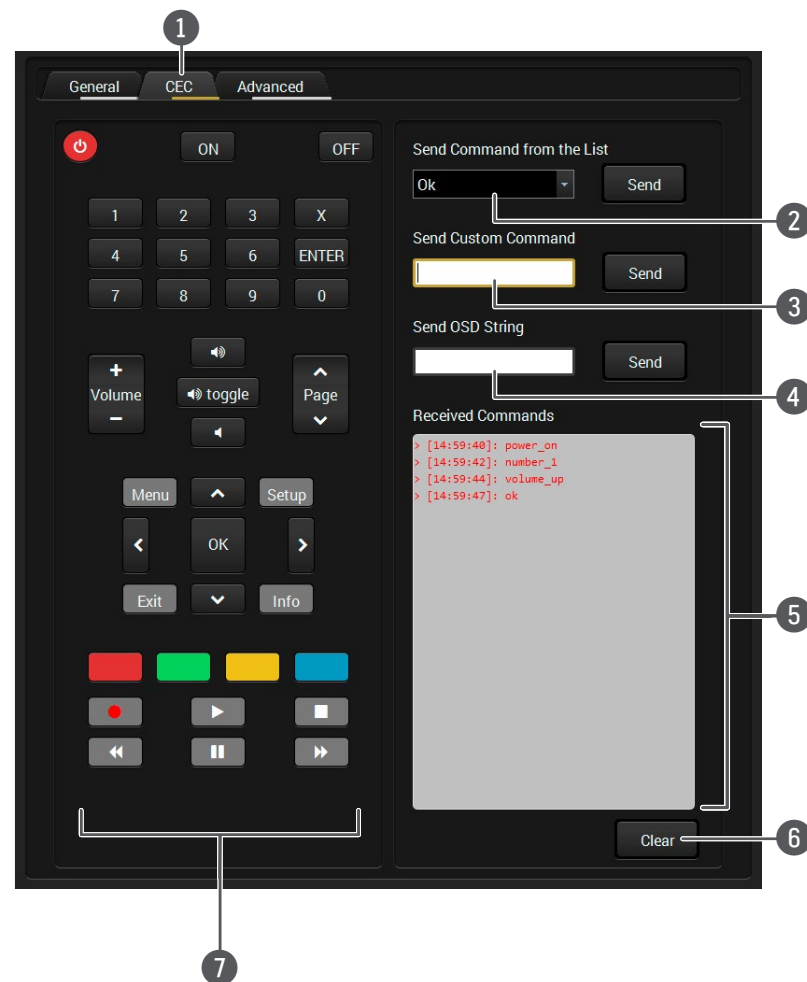 1
General CEC Advanced
ON OFF
1 2 3 X
4 5 6 ENTER
7 8 9 0
+
Volume
−
toggle
Page
Menu Setup
OK
Exit Info
Send Command from the List
Ok Send
2
Send Custom Command
Send
3
Send OSD String
Send
4
Received Commands
> [14:59:40]: power_on
> [14:59:42]: number_1
> [14:59:44]: volume_up
> [14:59:47]: ok
5
Clear
6
7